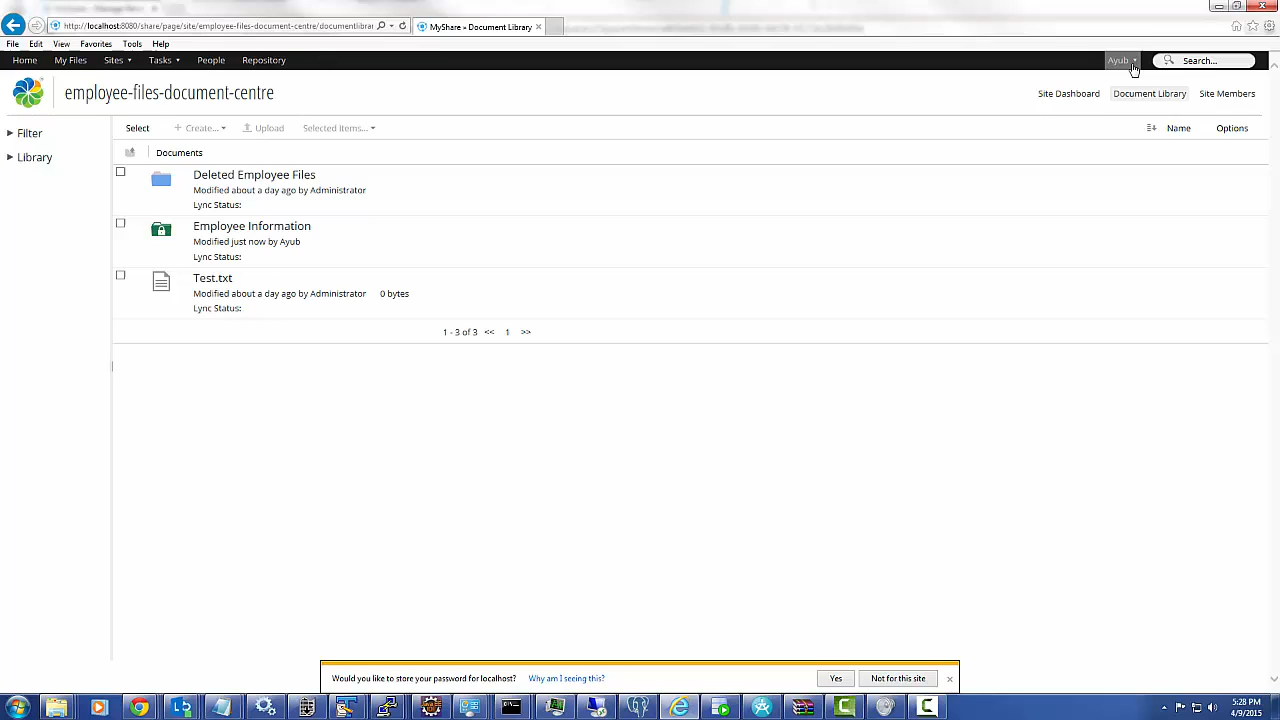 http://localhost:8080/share/page/site/employee-files-document-centre/documentlibrar
MyShare » Document Library
File Edit View Favorites Tools Help
Home My Files Sites Tasks People Repository Ayub Search...
employee-files-document-centre Site Dashboard Document Library Site Members
Filter
Library
Select + Create... Upload Selected Items... Name Options
Documents
Deleted Employee Files
Modified about a day ago by Administrator
Lync Status:
Employee Information
Modified just now by Ayub
Lync Status:
Test.txt
Modified about a day ago by Administrator 0 bytes
Lync Status:
1 - 3 of 3 << 1 >>
Would you like to store your password for localhost? Why am I seeing this? Yes Not for this site
5:28 PM
4/9/2015